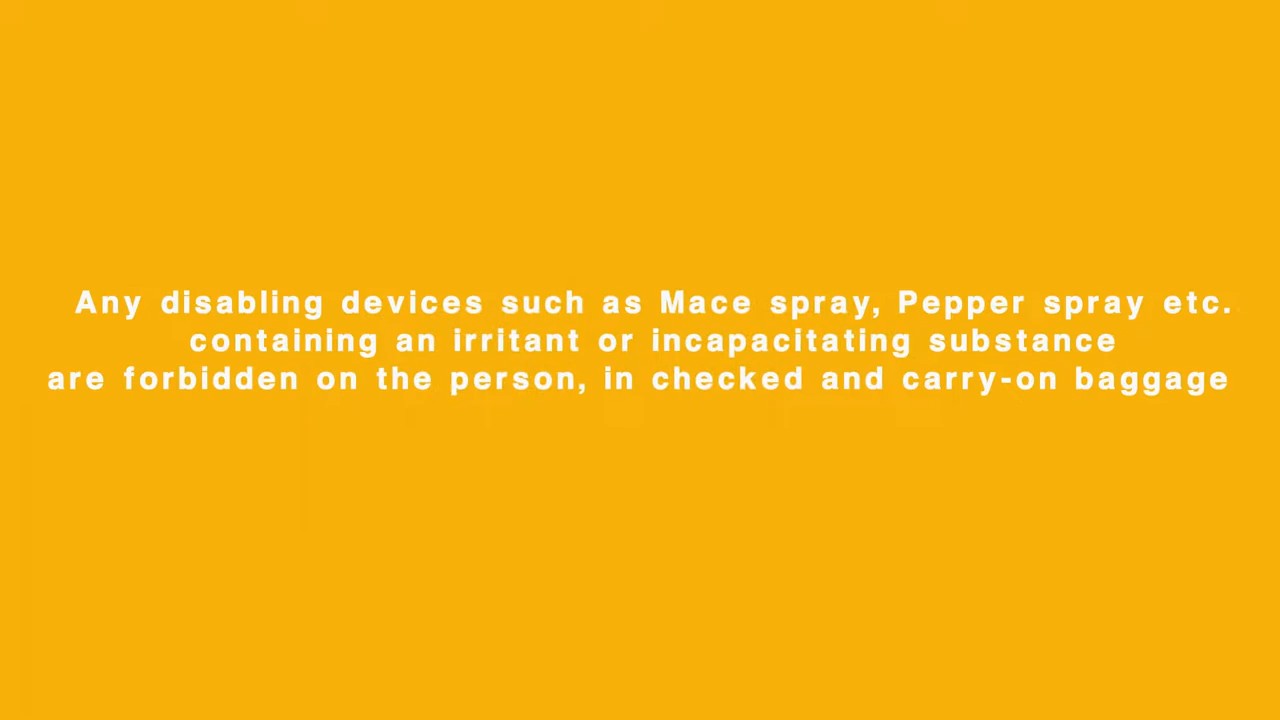 Any disabling devices such as Mace spray, Pepper spray etc.
containing an irritant or incapacitating substance
are forbidden on the person, in checked and carry-on baggage